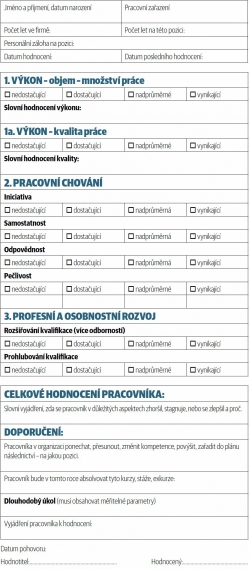 Jméno a příjmení, datum narození Pracovní zařazení
Počet let ve firmě: Počet let na této pozici:
Personální záloha na pozici:
Datum hodnocení: Datum posledního hodnocení:
1. VÝKON – objem – množství práce
☐ nedostačující ☐ dostačující ☐ nadprůměrné ☐ vynikající
Slovní hodnocení výkonu:
1a. VÝKON – kvalita práce
☐ nedostačující ☐ dostačující ☐ nadprůměrné ☐ vynikající
Slovní hodnocení kvality:
2. PRACOVNÍ CHOVÁNÍ
Iniciativa
☐ nedostačující ☐ dostačující ☐ nadprůměrná ☐ vynikající
Samostatnost
☐ nedostačující ☐ dostačující ☐ nadprůměrná ☐ vynikající
Odpovědnost
☐ nedostačující ☐ dostačující ☐ nadprůměrná ☐ vynikající
Pečlivost
☐ nedostačující ☐ dostačující ☐ nadprůměrná ☐ vynikající
3. PROFESNÍ A OSOBNOSTNÍ ROZVOJ
Rozšiřování kvalifikace (více odborností)
☐ nedostačující ☐ dostačující ☐ nadprůměrné ☐ vynikající
Prohlubování kvalifikace
☐ nedostačující ☐ dostačující ☐ nadprůměrné ☐ vynikající
CELKOVÉ HODNOCENÍ PRACOVNÍKA:
Slovní vyjádření, zda se pracovník v důležitých aspektech zhoršil, stagnuje, nebo se zlepšil a proč.
DOPORUČENÍ:
Pracovníka v organizaci ponechat, přesunout, změnit kompetence, povýšit, zařadit do plánu
následnictví – na jakou pozici.
Pracovník bude v tomto roce absolvovat tyto kurzy, stáže, exkurze:
Dlouhodobý úkol (musí obsahovat měřitelné parametry)
Vyjádření pracovníka k hodnocení:
Datum pohovoru
Hodnotitel:........................ Hodnocený:........................